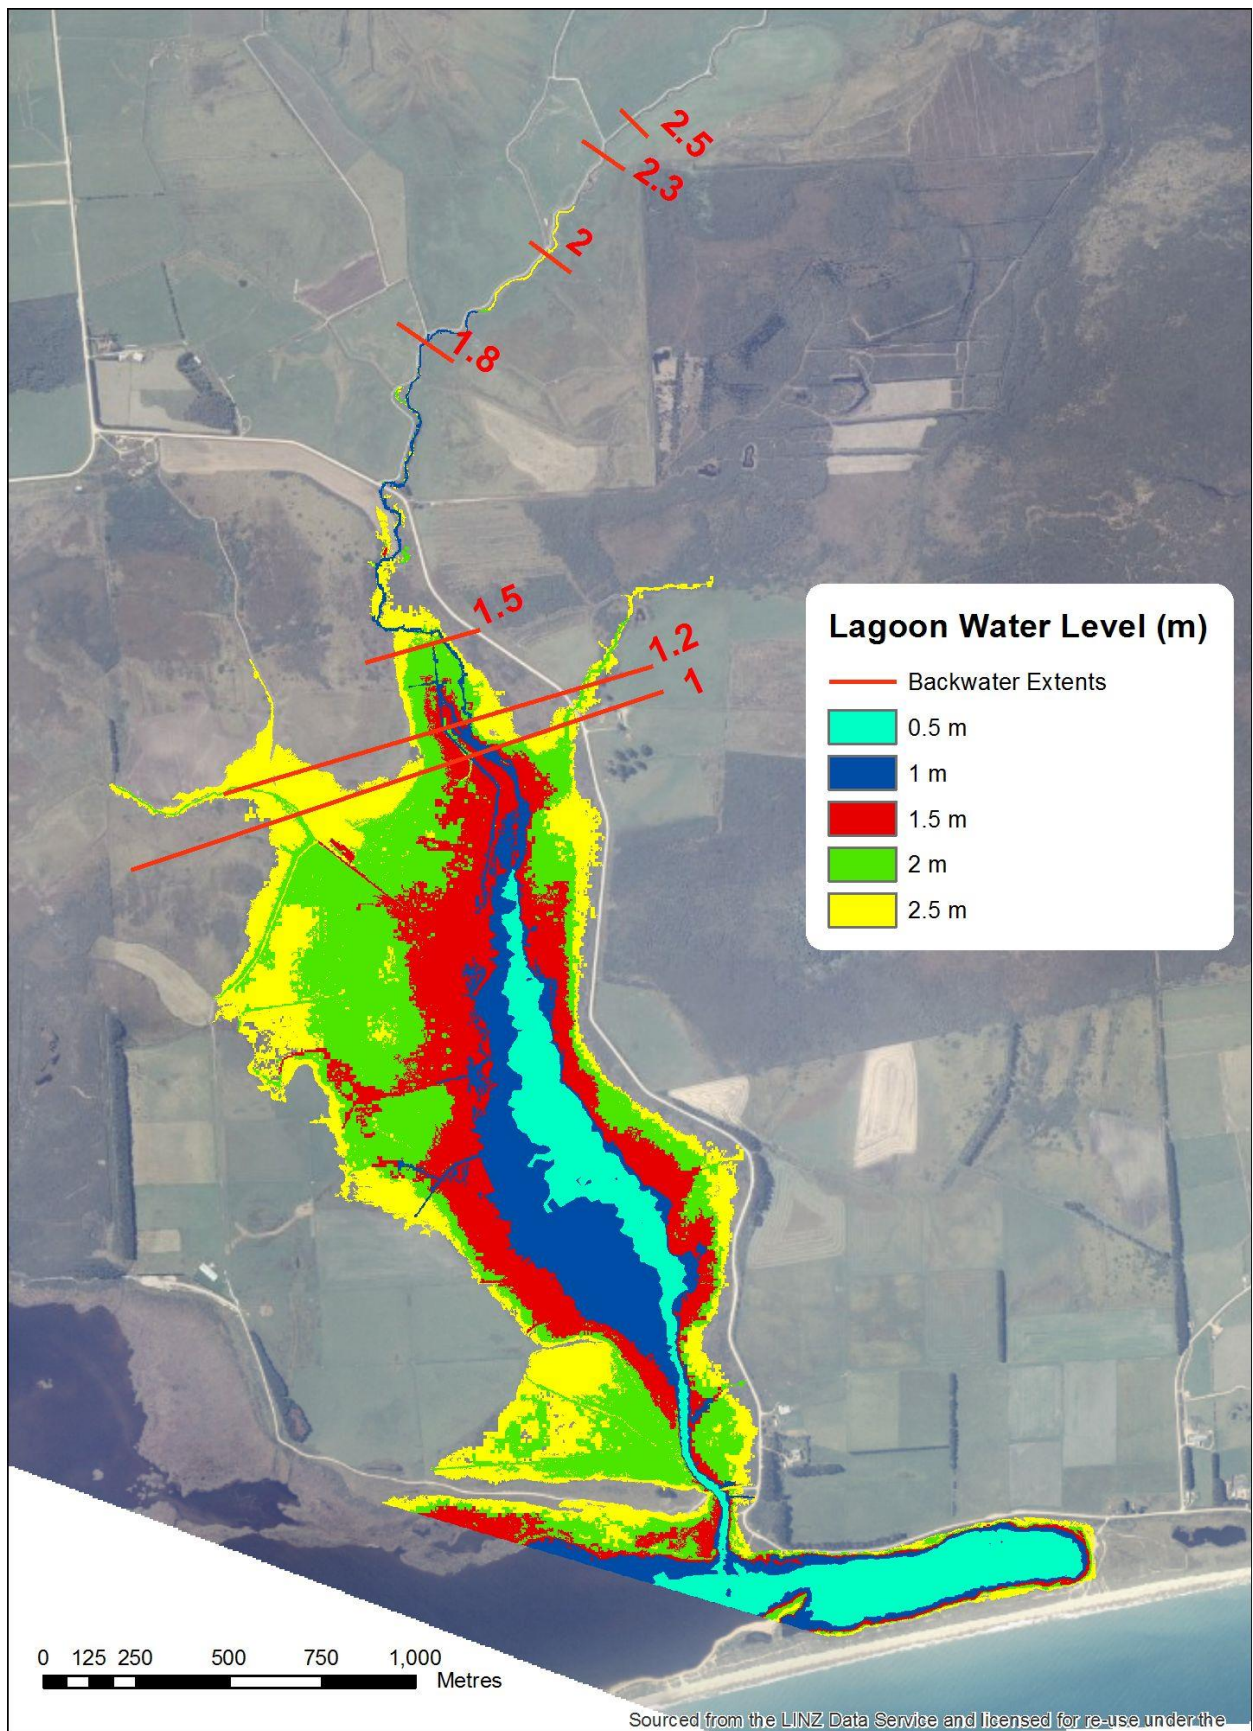 2.5
2.3
2
1.8
1.5
1.2
1
Lagoon Water Level (m)
Backwater Extents
0.5 m
1 m
1.5 m
2 m
2.5 m
0 125 250 500 750 1,000
Metres
Sourced from the LINZ Data Service and licensed for re-use under the